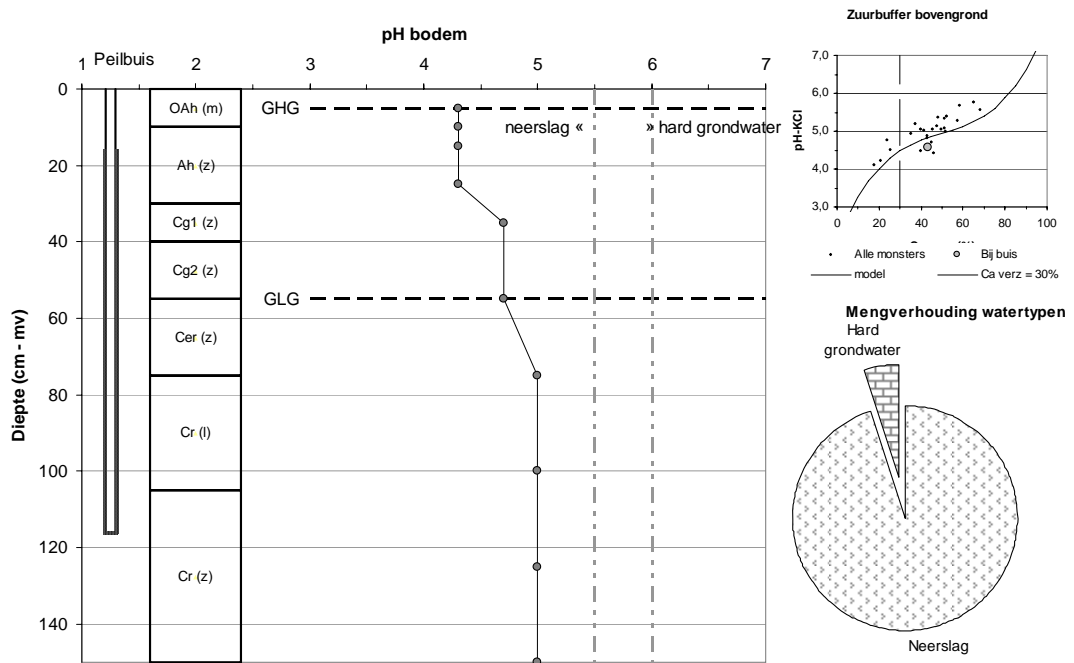 pH bodem
Peilbuis
1 2 3 4 5 6 7
Diepte (cm - mv)
0
20
40
60
80
100
120
140
OAh (m)
Ah (z)
Cg1 (z)
Cg2 (z)
Cer (z)
Cr (l)
Cr (z)
GHG
neerslag « » hard grondwater
GLG
Zuurbuffer bovengrond
pH-KCl
7,0
6,0
5,0
4,0
3,0
0 20 40 60 80 100
Alle monsters Bij buis
model Ca verz = 30%
Mengverhouding watertypen
Hard
grondwater
Neerslag